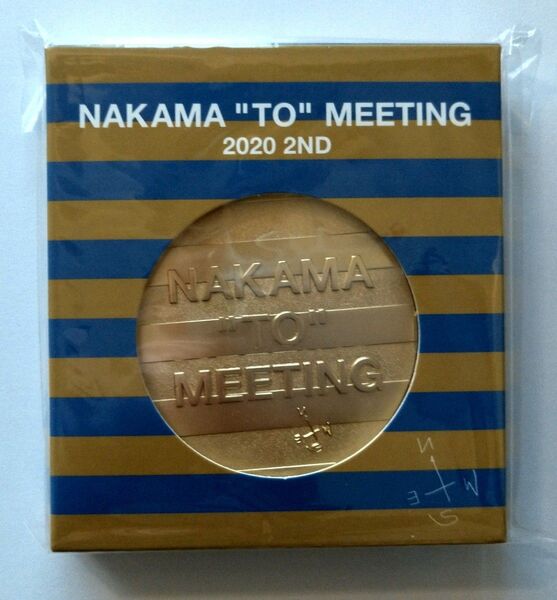 NAKAMA "TO" MEETING
2020 2ND
NAKAMA
"TO"
MEETING
N
E W
S